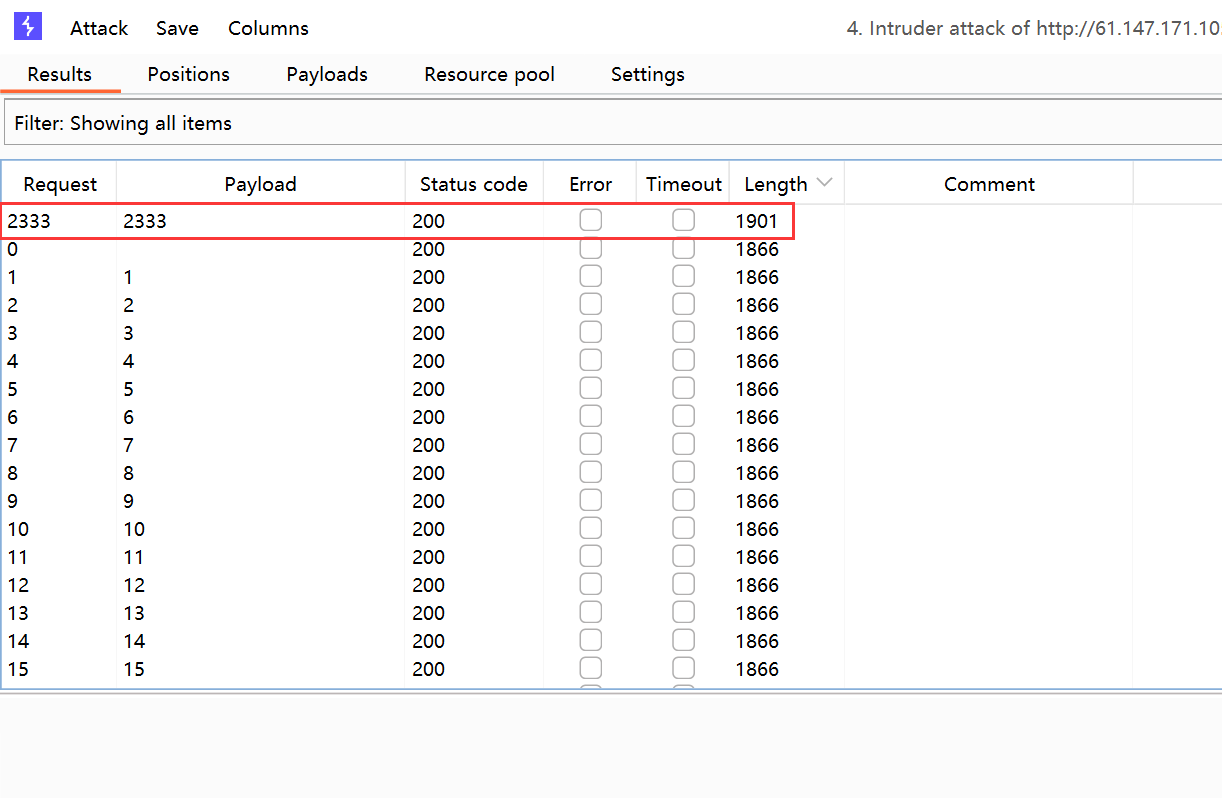 Attack Save Columns 4. Intruder attack of http://61.147.171.10
Results Positions Payloads Resource pool Settings
Filter: Showing all items
Request Payload Status code Error Timeout Length Comment
2333 2333 200 1901
0 200 1866
1 1 200 1866
2 2 200 1866
3 3 200 1866
4 4 200 1866
5 5 200 1866
6 6 200 1866
7 7 200 1866
8 8 200 1866
9 9 200 1866
10 10 200 1866
11 11 200 1866
12 12 200 1866
13 13 200 1866
14 14 200 1866
15 15 200 1866